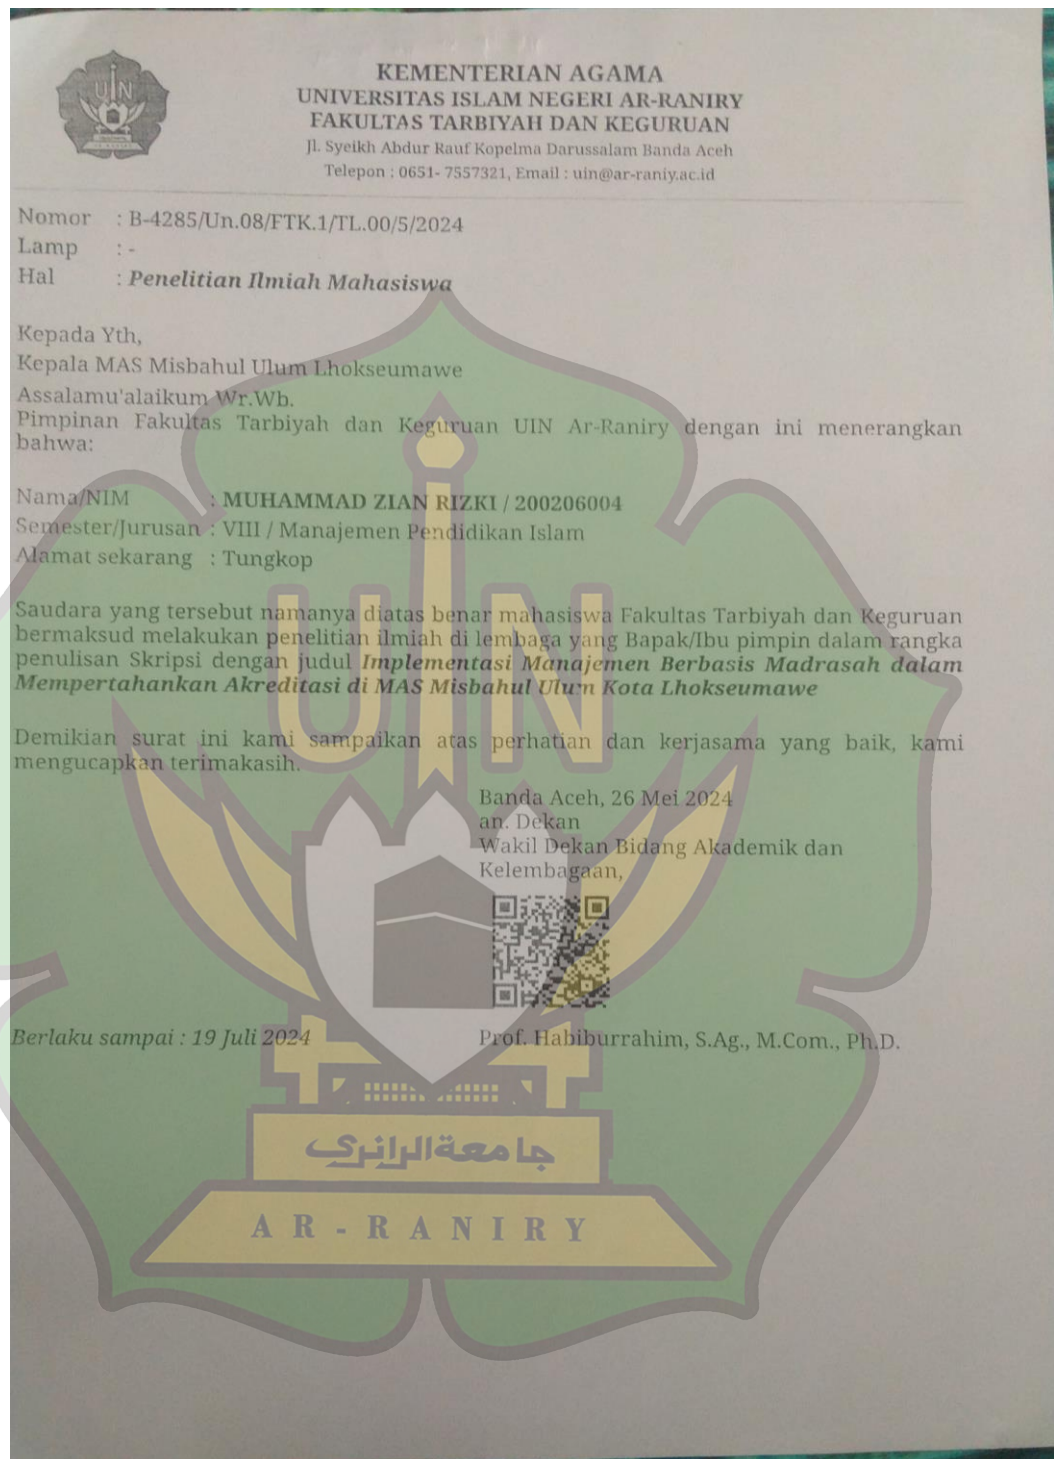 KEMENTERIAN AGAMA
UNIVERSITAS ISLAM NEGERI AR-RANIRY
FAKULTAS TARBIYAH DAN KEGURUAN
Jl. Syeikh Abdur Rauf Kopelma Darussalam Banda Aceh
Telepon : 0651- 7557321, Email : uin@ar-raniy.ac.id
UIN
Nomor : B-4285/Un.08/FTK.1/TL.00/5/2024
Lamp : -
Hal : Penelitian Ilmiah Mahasiswa
Kepada Yth,
Kepala MAS Misbahul Ulum Lhokseumawe
Assalamu'alaikum Wr.Wb.
Pimpinan Fakultas Tarbiyah dan Keguruan UIN Ar-Raniry dengan ini menerangkan
bahwa:
Nama/NIM : MUHAMMAD ZIAN RIZKI / 200206004
Semester/Jurusan : VIII / Manajemen Pendidikan Islam
Alamat sekarang : Tungkop
Saudara yang tersebut namanya diatas benar mahasiswa Fakultas Tarbiyah dan Keguruan
bermaksud melakukan penelitian ilmiah di lembaga yang Bapak/Ibu pimpin dalam rangka
penulisan Skripsi dengan judul Implementasi Manajemen Berbasis Madrasah dalam
Mempertahankan Akreditasi di MAS Misbahul Ulum Kota Lhokseumawe
Demikian surat ini kami sampaikan atas perhatian dan kerjasama yang baik, kami
mengucapkan terimakasih.
Banda Aceh, 26 Mei 2024
an. Dekan
Wakil Dekan Bidang Akademik dan
Kelembagaan,
Berlaku sampai : 19 Juli 2024
Prof. Habiburrahim, S.Ag., M.Com., Ph.D.
UIN
جامعةالرانري
AR-RANIRY